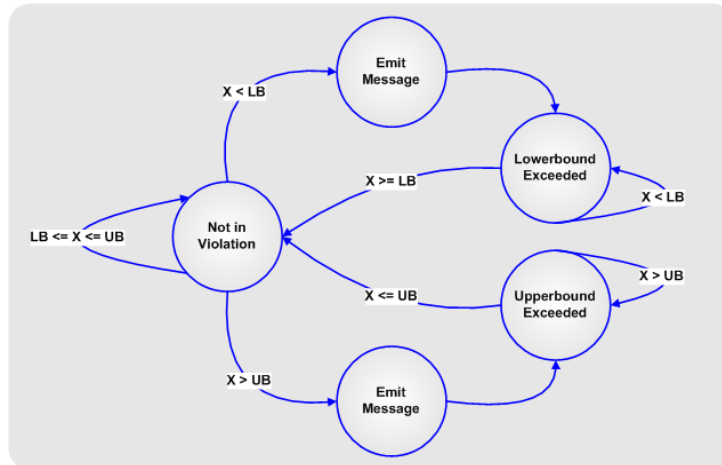 Emit
Message
X < LB
Lowerbound
Exceeded
X >= LB
X < LB
Not in
Violation
LB <= X <= UB
X > UB
X <= UB
Upperbound
Exceeded
X > UB
Emit
Message